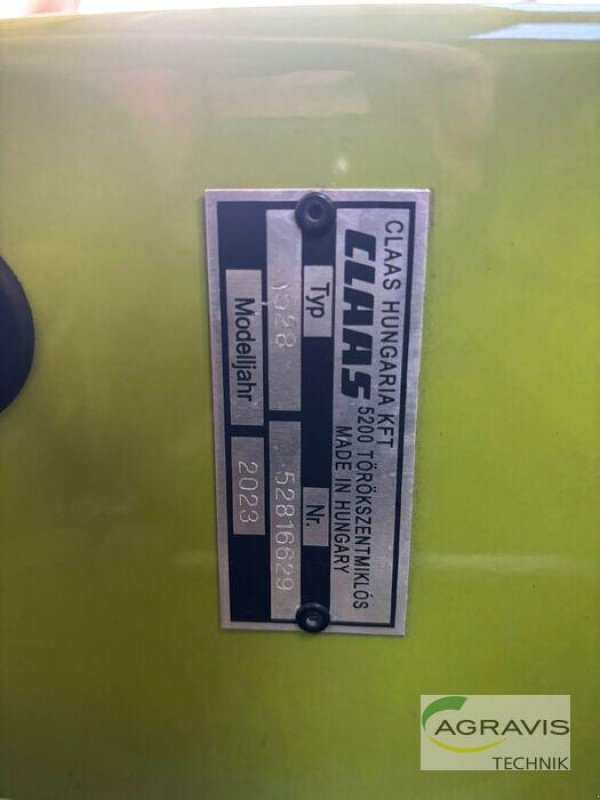 CLAAS HUNGARIA KFT
5200 TÖRÖKSZENTMIKLÓS
CLAAS MADE IN HUNGARY
Typ Nr.
52816629
Modelljahr 2023
AGRAVIS
TECHNIK